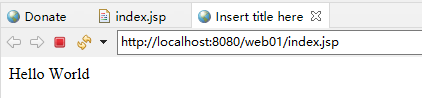 Donate index.jsp Insert title here
http://localhost:8080/web01/index.jsp
Hello World